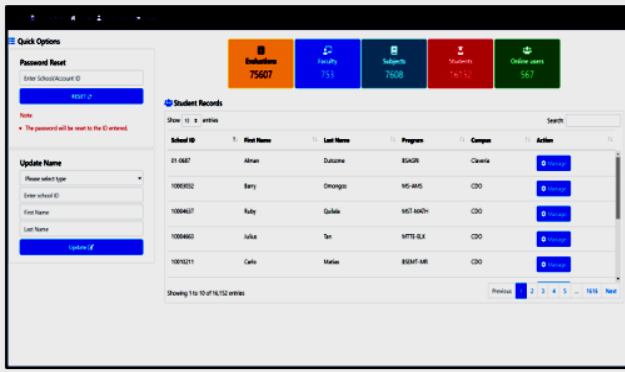 Quick Options
Password Reset
Enter School/Account ID
RESET
Note:
The password will be reset to the ID entered.
Update Name
Please select type
Enter school ID
First Name
Last Name
Update
Evaluations
75607
Faculty
753
Subjects
7608
Students
16152
Online users
567
Student Records
Show 10 entries
Search:
School ID First Name Last Name Program Campus Action
01-0687 Alman BSAGRI Claveria Manage
10003032 Barry Omongos MS-AMS CDO Manage
10004637 Ruby Quilala MST-MATH CDO Manage
10004660 Julius Tan MTTE-ELX CDO Manage
10010211 Carlo Matias BSEMT-MR CDO Manage
Showing 1 to 10 of 16,152 entries
Previous 1 2 3 4 5 ... 1616 Next